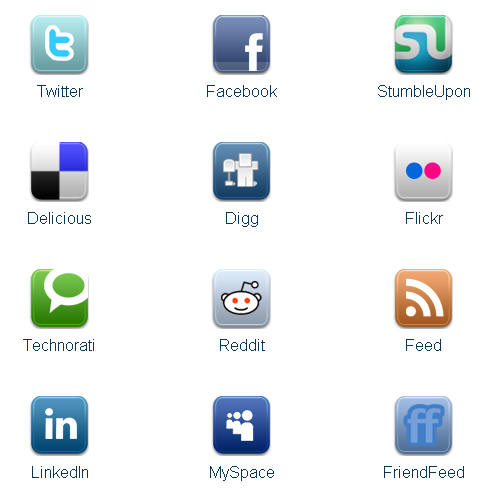 t
f
SU
Twitter
Facebook
StumbleUpon
Delicious
Digg
Flickr
Technorati
Reddit
Feed
in
ff
LinkedIn
MySpace
FriendFeed